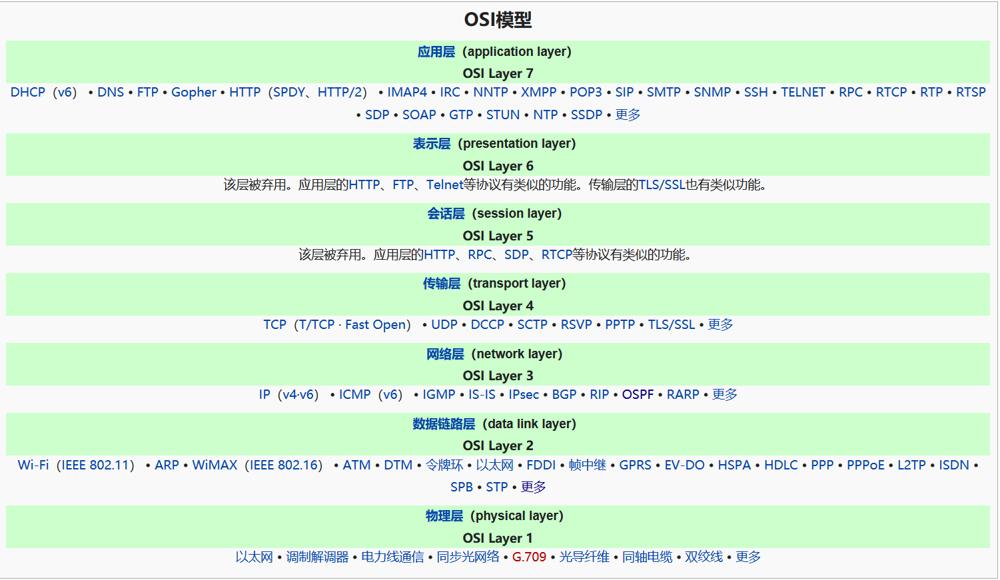 OSI模型
应用层（application layer）
OSI Layer 7
DHCP（v6） • DNS • FTP • Gopher • HTTP（SPDY、HTTP/2） • IMAP4 • IRC • NNTP • XMPP • POP3 • SIP • SMTP • SNMP • SSH • TELNET • RPC • RTCP • RTP • RTSP
• SDP • SOAP • GTP • STUN • NTP • SSDP • 更多
表示层（presentation layer）
OSI Layer 6
该层被弃用。应用层的HTTP、FTP、Telnet等协议有类似的功能。传输层的TLS/SSL也有类似功能。
会话层（session layer）
OSI Layer 5
该层被弃用。应用层的HTTP、RPC、SDP、RTCP等协议有类似的功能。
传输层（transport layer）
OSI Layer 4
TCP（T/TCP · Fast Open） • UDP • DCCP • SCTP • RSVP • PPTP • TLS/SSL • 更多
网络层（network layer）
OSI Layer 3
IP（v4·v6） • ICMP（v6） • IGMP • IS-IS • IPsec • BGP • RIP • OSPF • RARP • 更多
数据链路层（data link layer）
OSI Layer 2
Wi-Fi（IEEE 802.11） • ARP • WiMAX（IEEE 802.16） • ATM • DTM • 令牌环 • 以太网 • FDDI • 帧中继 • GPRS • EV-DO • HSPA • HDLC • PPP • PPPoE • L2TP • ISDN •
SPB • STP • 更多
物理层（physical layer）
OSI Layer 1
以太网 • 调制解调器 • 电力线通信 • 同步光网络 • G.709 • 光导纤维 • 同轴电缆 • 双绞线 • 更多